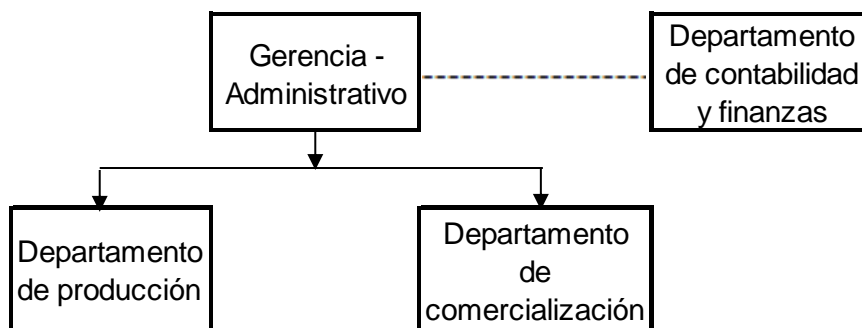 Gerencia -
Administrativo
Departamento
de contabilidad
y finanzas
Departamento
de producción
Departamento
de
comercialización